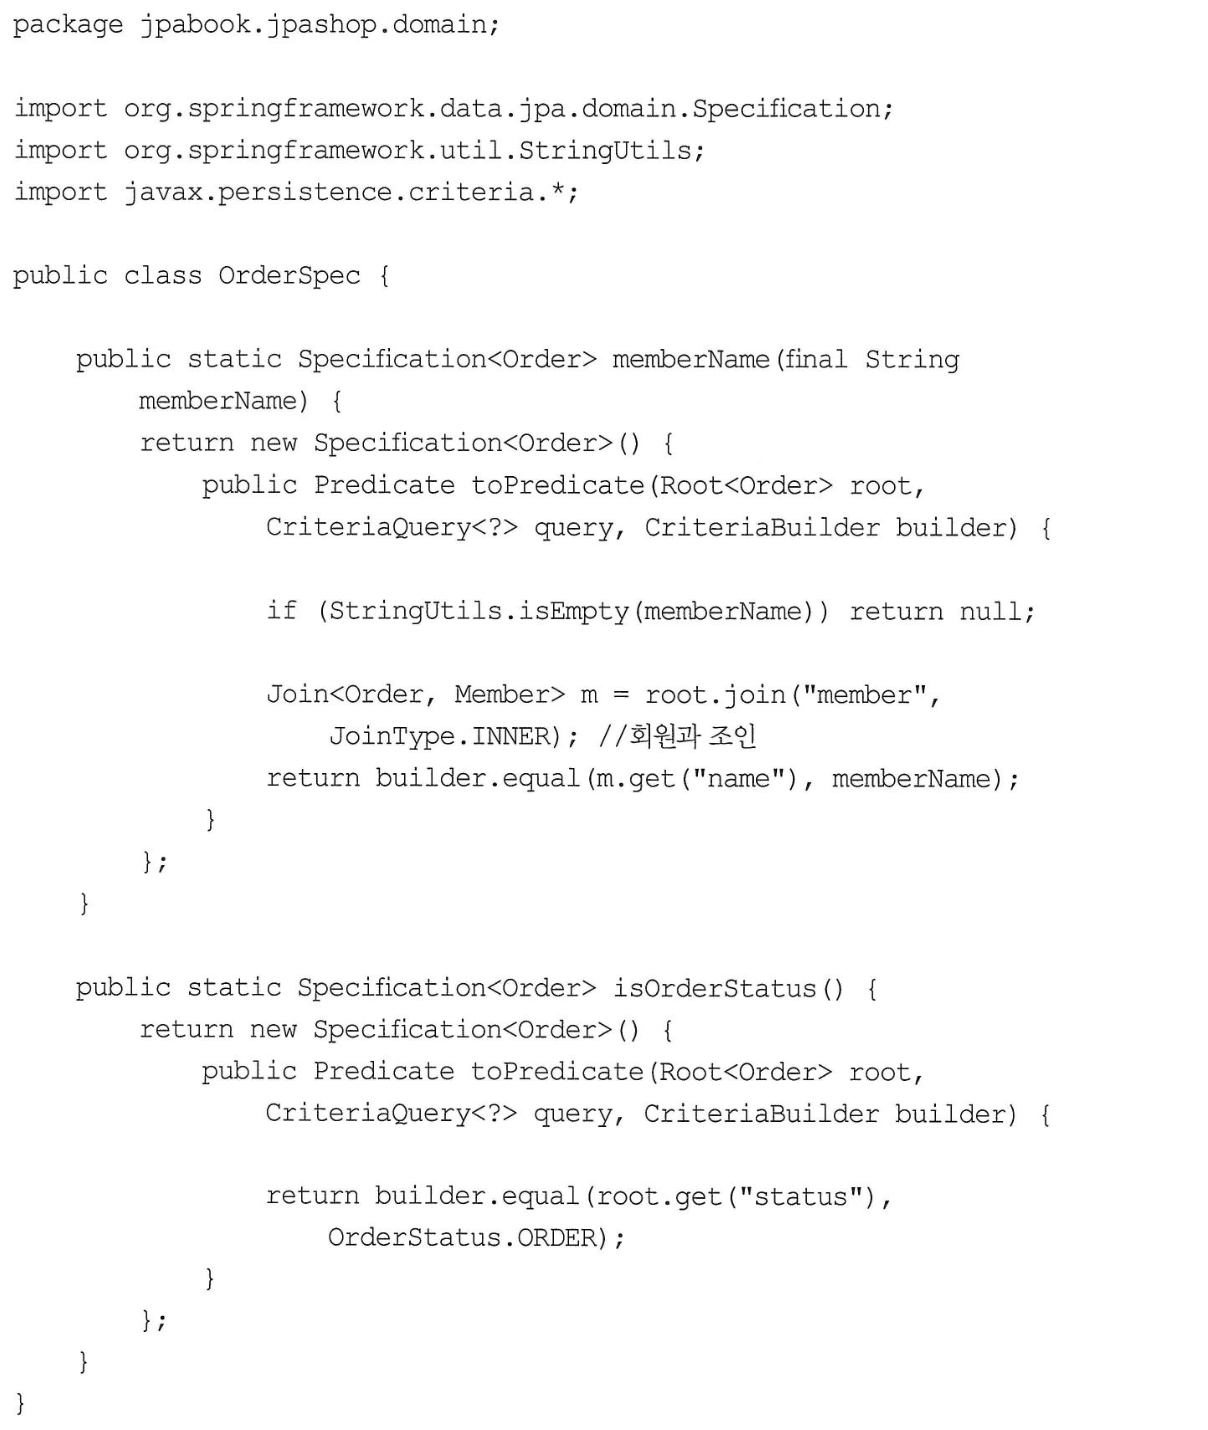 package jpabook.jpashop.domain;

import org.springframework.data.jpa.domain.Specification;
import org.springframework.util.StringUtils;
import javax.persistence.criteria.*;

public class OrderSpec {

    public static Specification<Order> memberName(final String
        memberName) {
        return new Specification<Order>() {
            public Predicate toPredicate(Root<Order> root,
                CriteriaQuery<?> query, CriteriaBuilder builder) {

                if (StringUtils.isEmpty(memberName)) return null;

                Join<Order, Member> m = root.join("member",
                    JoinType.INNER); //회원과 조인
                return builder.equal(m.get("name"), memberName);
            }
        };
    }

    public static Specification<Order> isOrderStatus() {
        return new Specification<Order>() {
            public Predicate toPredicate(Root<Order> root,
                CriteriaQuery<?> query, CriteriaBuilder builder) {

                return builder.equal(root.get("status"),
                    OrderStatus.ORDER);
            }
        };
    }
}